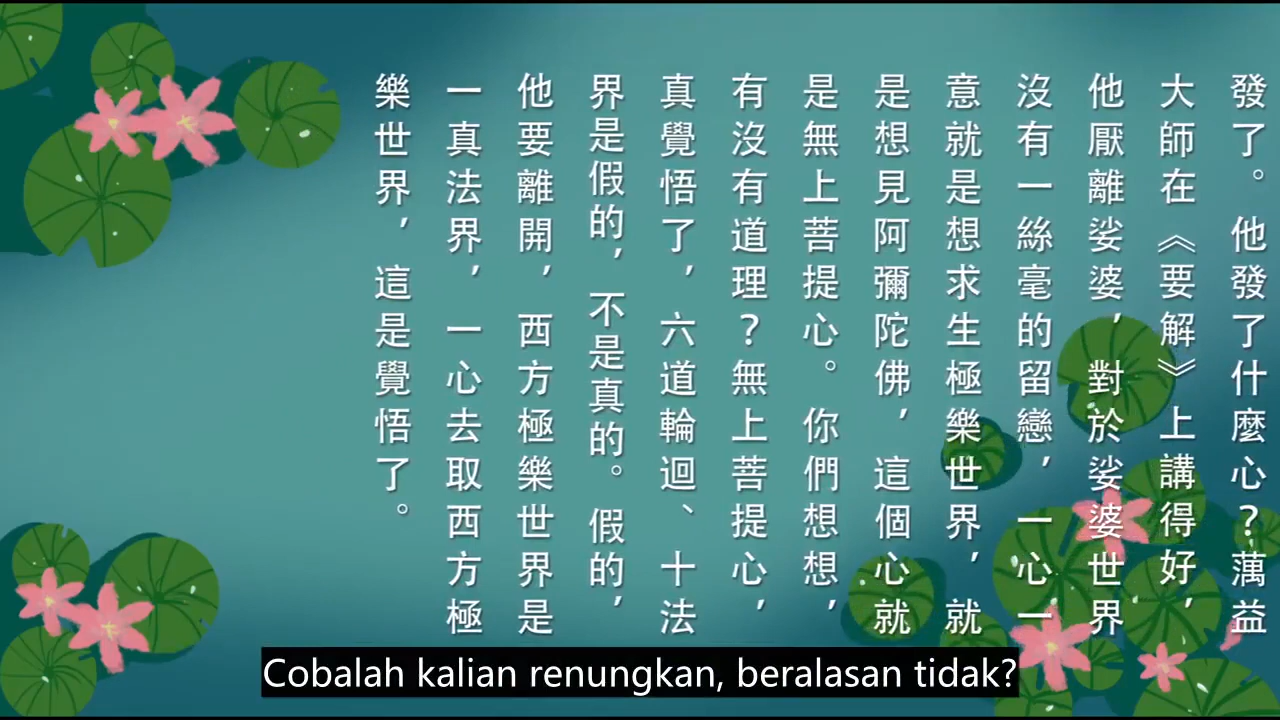 發了。他發了什麼心？萬益
大師在《要解》上講得好，
他厭離娑婆，對於娑婆世界
沒有一絲毫的留戀，一心一
意就是想求生極樂世界，就
是想見阿彌陀佛，這個心就
是無上菩提心。你們想想，
有沒有道理？無上菩提心，
真覺悟了，六道輪迴、十法
界是假的，不是真的。假的，
他要離開，西方極樂世界是
一真法界，一心去取西方極
樂世界，這是覺悟了。
Cobalah kalian renungkan, beralasan tidak?